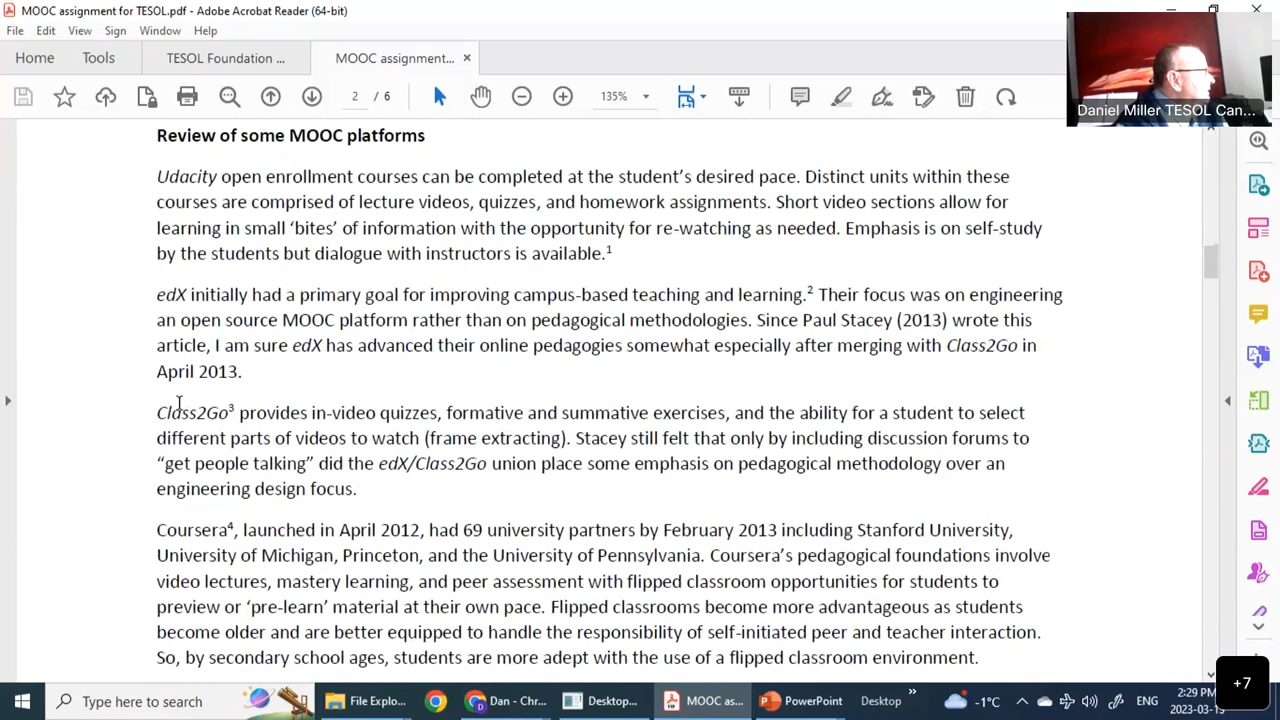 MOOC assignment for TESOL.pdf - Adobe Acrobat Reader (64-bit)
File Edit View Sign Window Help
Home Tools TESOL Foundation ... MOOC assignment... ×
2 / 6 135%
Daniel Miller TESOL Can...
Review of some MOOC platforms
Udacity open enrollment courses can be completed at the student’s desired pace. Distinct units within these
courses are comprised of lecture videos, quizzes, and homework assignments. Short video sections allow for
learning in small ‘bites’ of information with the opportunity for re-watching as needed. Emphasis is on self-study
by the students but dialogue with instructors is available.¹
edX initially had a primary goal for improving campus-based teaching and learning.² Their focus was on engineering
an open source MOOC platform rather than on pedagogical methodologies. Since Paul Stacey (2013) wrote this
article, I am sure edX has advanced their online pedagogies somewhat especially after merging with Class2Go in
April 2013.
Class2Go³ provides in-video quizzes, formative and summative exercises, and the ability for a student to select
different parts of videos to watch (frame extracting). Stacey still felt that only by including discussion forums to
“get people talking” did the edX/Class2Go union place some emphasis on pedagogical methodology over an
engineering design focus.
Coursera⁴, launched in April 2012, had 69 university partners by February 2013 including Stanford University,
University of Michigan, Princeton, and the University of Pennsylvania. Coursera’s pedagogical foundations involve
video lectures, mastery learning, and peer assessment with flipped classroom opportunities for students to
preview or ‘pre-learn’ material at their own pace. Flipped classrooms become more advantageous as students
become older and are better equipped to handle the responsibility of self-initiated peer and teacher interaction.
So, by secondary school ages, students are more adept with the use of a flipped classroom environment.
+7
Type here to search File Explo... Dan - Chr... Desktop... MOOC as... PowerPoint Desktop » -1°C ENG 2:29 PM
2023-03-15